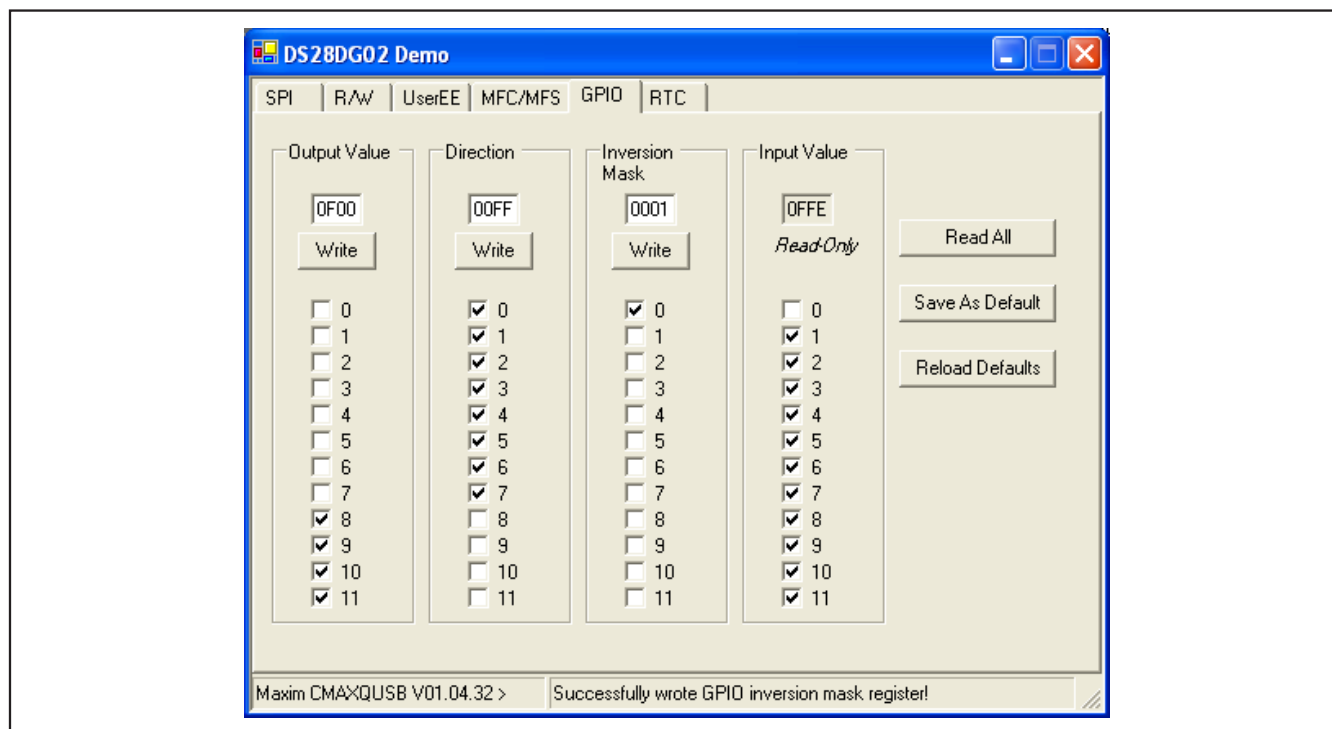 DS28DG02 Demo
SPI R/W UserEE MFC/MFS GPIO RTC
Output Value Direction Inversion Mask Input Value
0F00 00FF 0001 0FFE
Write Write Write Read-Only Read All
Save As Default
Reload Defaults
0 0 0 0
1 1 1 1
2 2 2 2
3 3 3 3
4 4 4 4
5 5 5 5
6 6 6 6
7 7 7 7
8 8 8 8
9 9 9 9
10 10 10 10
11 11 11 11
Maxim CMAXQUSB V01.04.32 > Successfully wrote GPIO inversion mask register!